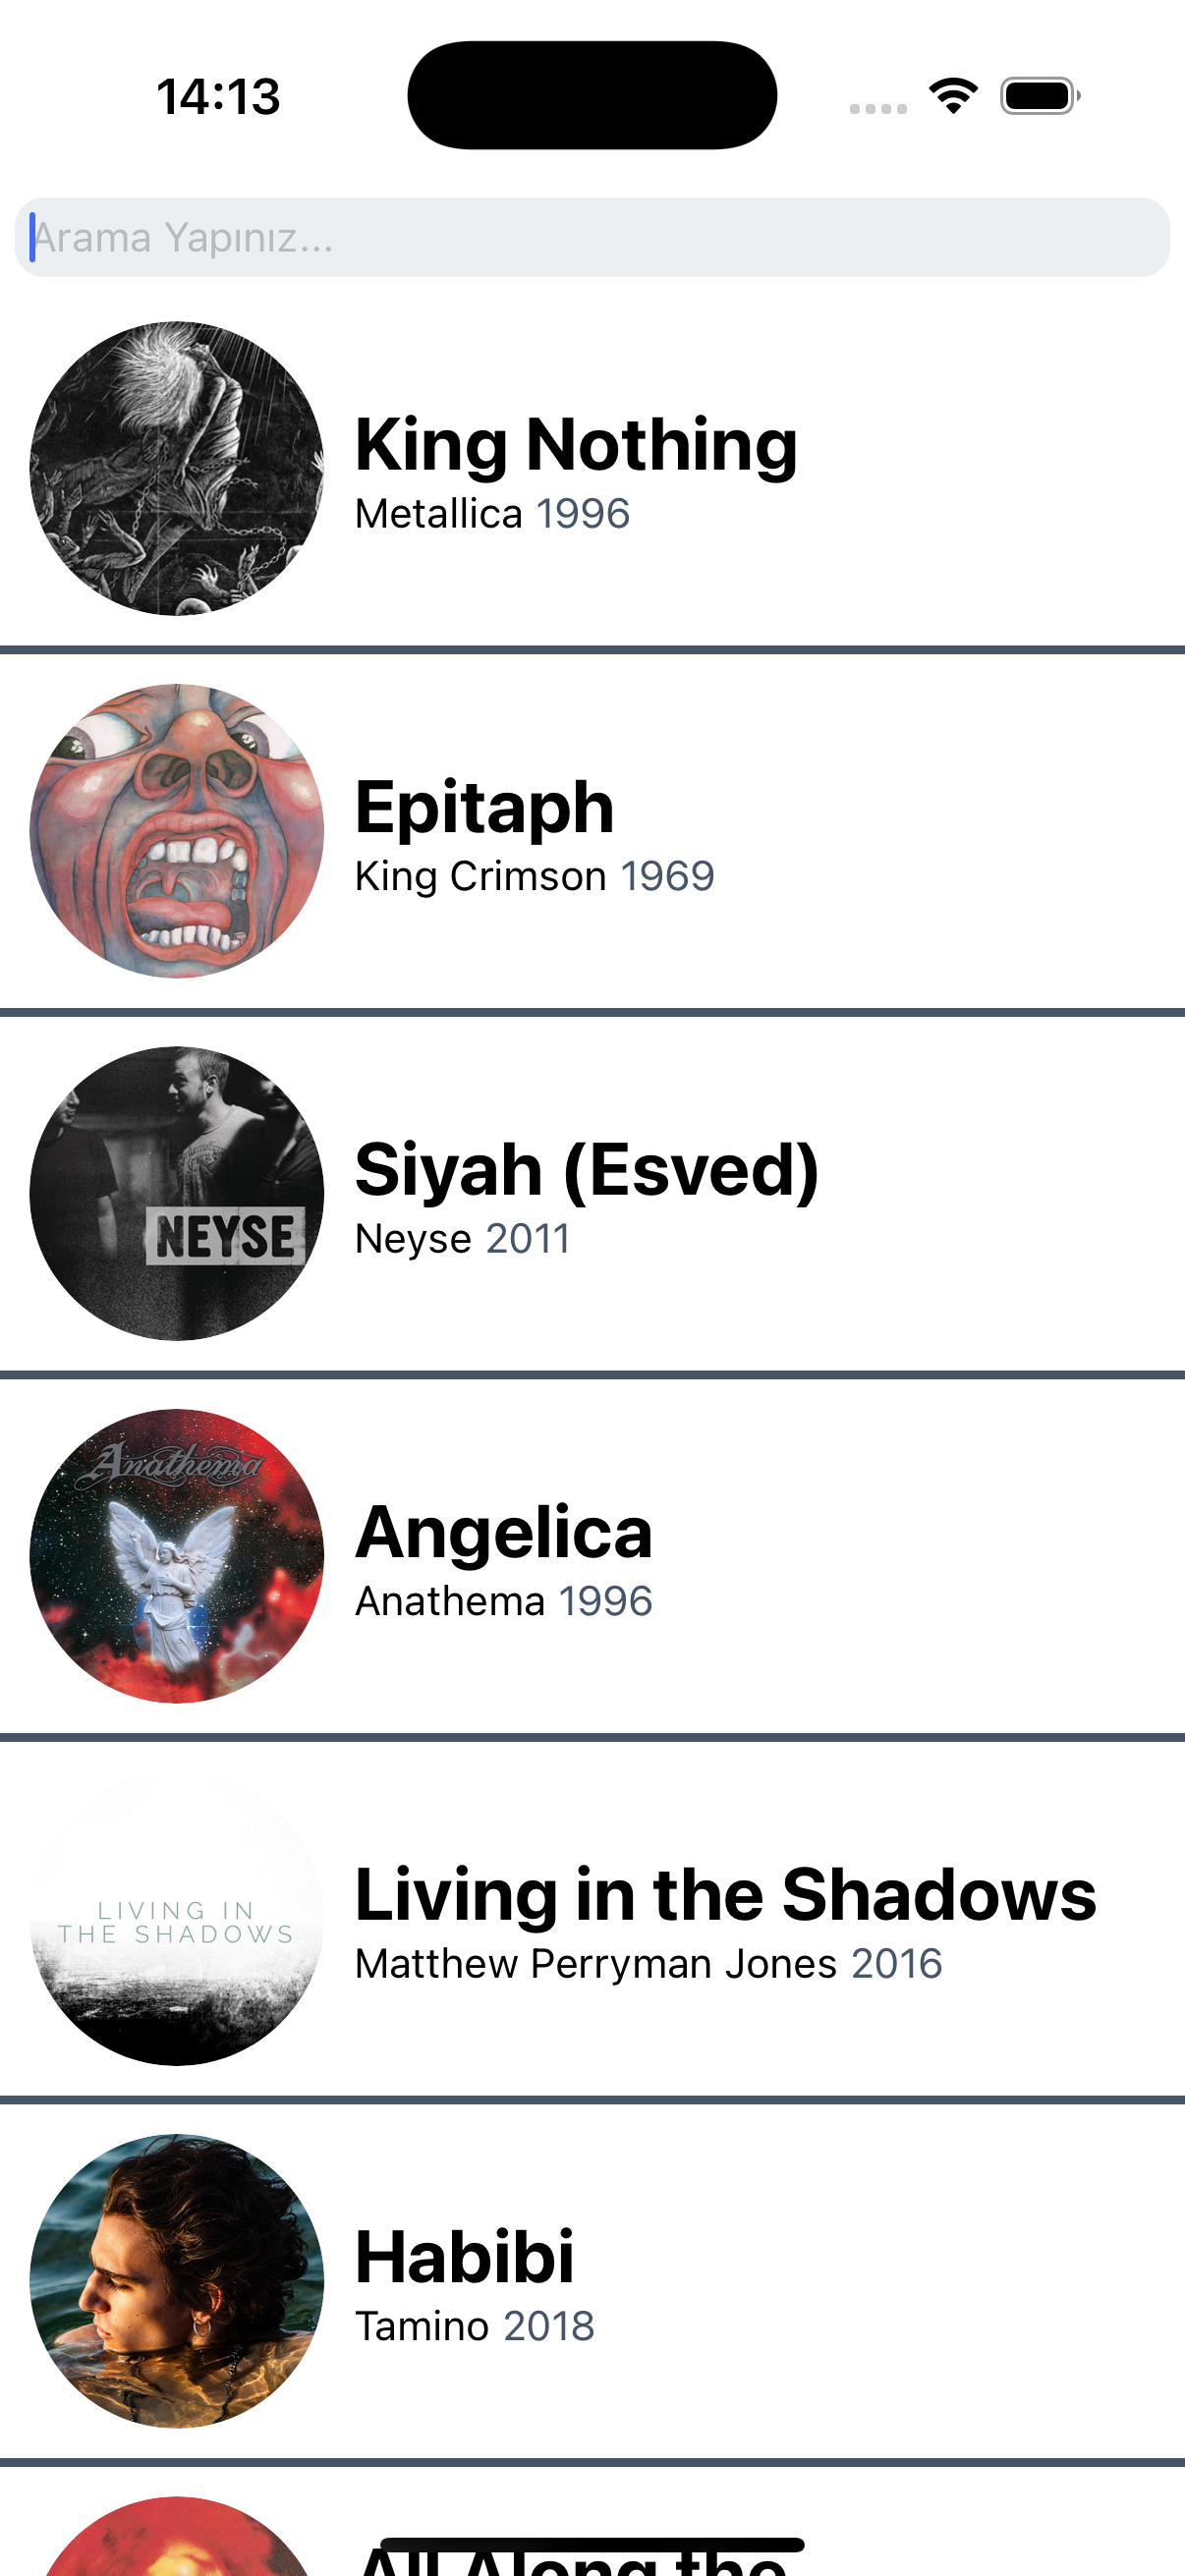 14:13
Arama Yapınız...
King Nothing
Metallica 1996
Epitaph
King Crimson 1969
NEYSE
Siyah (Esved)
Neyse 2011
Anathema
Angelica
Anathema 1996
LIVING IN
THE SHADOWS
Living in the Shadows
Matthew Perryman Jones 2016
Habibi
Tamino 2018
All Along the